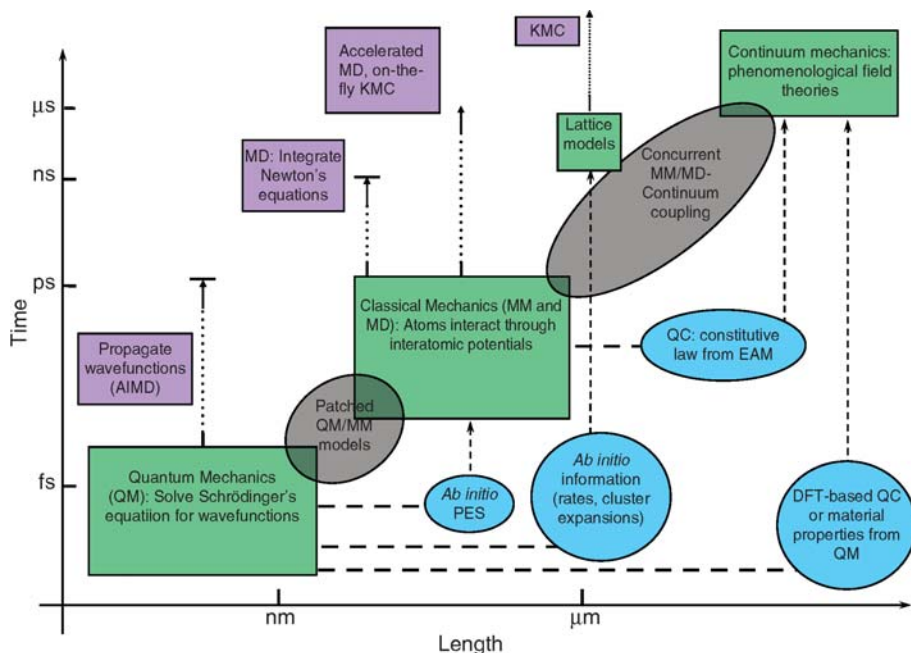 KMC
Accelerated
MD, on-the-
fly KMC
Continuum mechanics:
phenomenological field
theories
μs
Lattice
models
MD: Integrate
Newton's
equations
ns
Concurrent
MM/MD-
Continuum
coupling
ps
Classical Mechanics (MM and
MD): Atoms interact through
interatomic potentials
Time
QC: constitutive
law from EAM
Propagate
wavefunctions
(AIMD)
Patched
QM/MM
models
Quantum Mechanics
(QM): Solve Schrödinger's
equatiion for wavefunctions
fs
Ab initio
PES
Ab initio
information
(rates, cluster
expansions)
DFT-based QC
or material
properties from
QM
nm
μm
Length